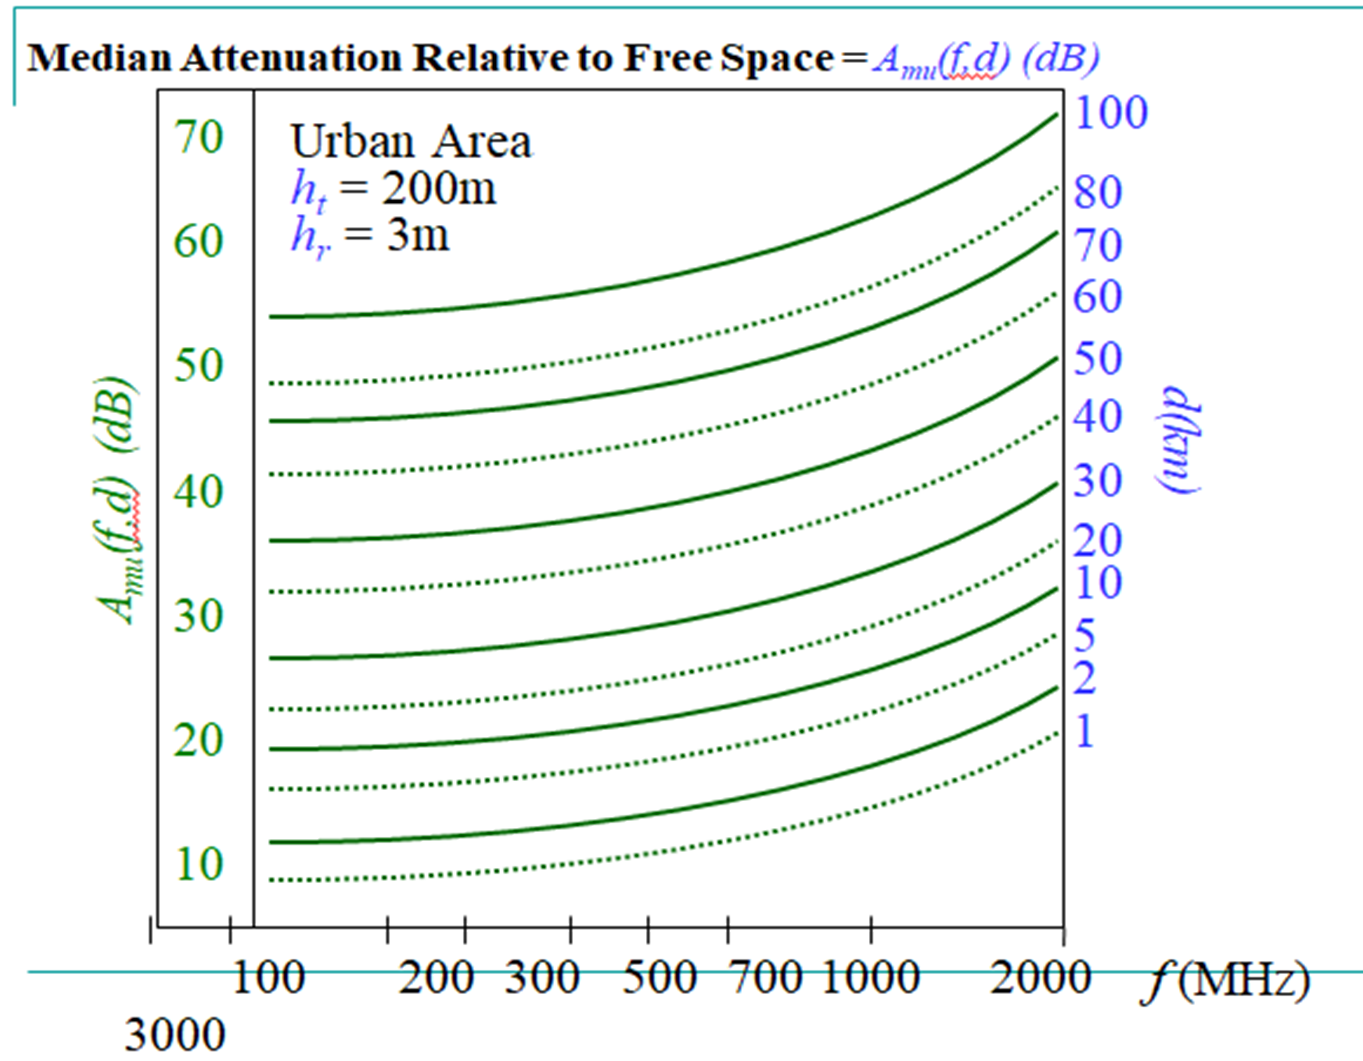 Median Attenuation Relative to Free Space = Amu(f,d) (dB)
70
60
50
40
30
20
10
Amu(f,d) (dB)
Urban Area
ht = 200m
hr = 3m
100
80
70
60
50
40
30
20
10
5
2
1
d(km)
100 200 300 500 700 1000 2000 f (MHz)
3000